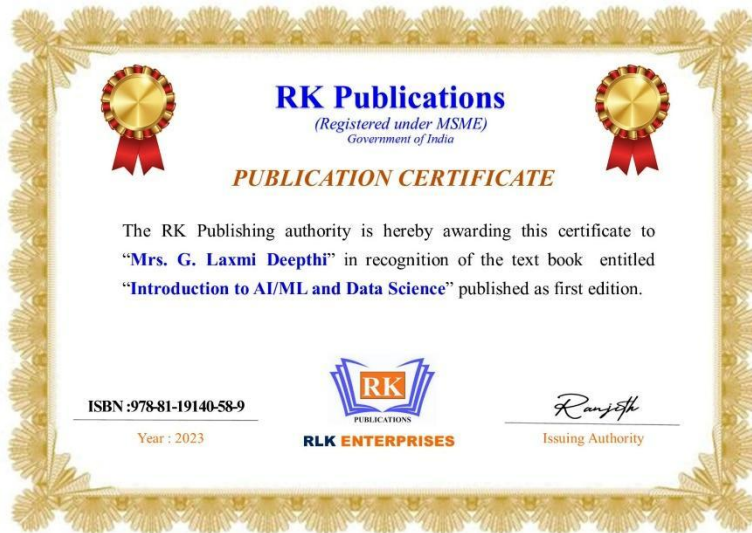 RK Publications
(Registered under MSME)
Government of India
PUBLICATION CERTIFICATE
The RK Publishing authority is hereby awarding this certificate to
“Mrs. G. Laxmi Deepthi” in recognition of the text book entitled
“Introduction to AI/ML and Data Science” published as first edition.
ISBN :978-81-19140-58-9
Year : 2023
RK
PUBLICATIONS
RLK ENTERPRISES
Ranjith
Issuing Authority